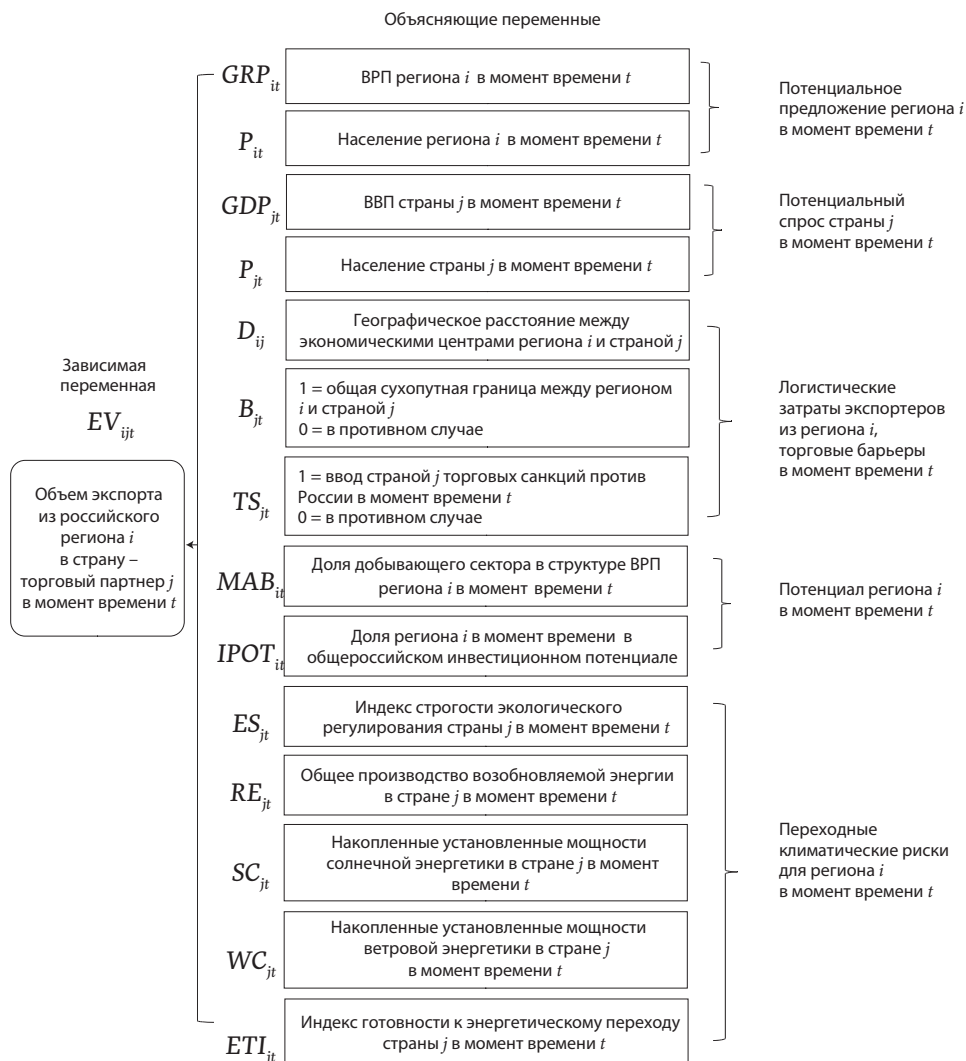 Объясняющие переменные
GRP_it
ВРП региона i в момент времени t
P_it
Население региона i в момент времени t
Потенциальное
предложение региона i
в момент времени t
GDP_jt
ВВП страны j в момент времени t
P_jt
Население страны j в момент времени t
Потенциальный
спрос страны j
в момент времени t
D_ij
Географическое расстояние между
экономическими центрами региона i и страной j
B_jt
1 = общая сухопутная граница между регионом
i и страной j
0 = в противном случае
TS_jt
1 = ввод страной j торговых санкций против
России в момент времени t
0 = в противном случае
Логистические
затраты экспортеров
из региона i,
торговые барьеры
в момент времени t
Зависимая
переменная
EV_ijt
Объем экспорта
из российского
региона i
в страну –
торговый партнер j
в момент времени t
MAB_it
Доля добывающего сектора в структуре ВРП
региона i в момент времени t
IPOT_it
Доля региона i в момент времени в
общероссийском инвестиционном потенциале
Потенциал региона i
в момент времени t
ES_jt
Индекс строгости экологического
регулирования страны j в момент времени t
RE_jt
Общее производство возобновляемой энергии
в стране j в момент времени t
SC_jt
Накопленные установленные мощности
солнечной энергетики в стране j в момент
времени t
WC_jt
Накопленные установленные мощности
ветровой энергетики в стране j
в момент времени t
ETI_jt
Индекс готовности к энергетическому переходу
страны j в момент времени t
Переходные
климатические риски
для региона i
в момент времени t